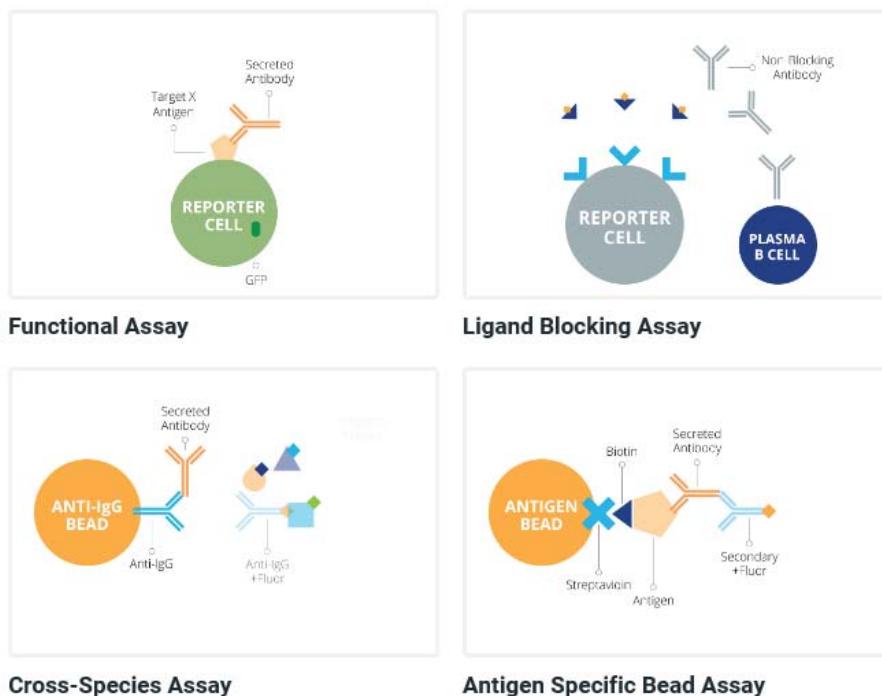 Secreted
Antibody
Target X
Antigen
REPORTER
CELL
GFP
Functional Assay
Non-Blocking
Antibody
REPORTER
CELL
PLASMA
B CELL
Ligand Blocking Assay
Secreted
Antibody
ANTI-IgG
BEAD
Anti-IgG
Anti-IgG
+Fluor
Cross-Species Assay
Biotin
Secreted
Antibody
ANTIGEN
BEAD
Streptavidin
Antigen
Secondary
+Fluor
Antigen Specific Bead Assay